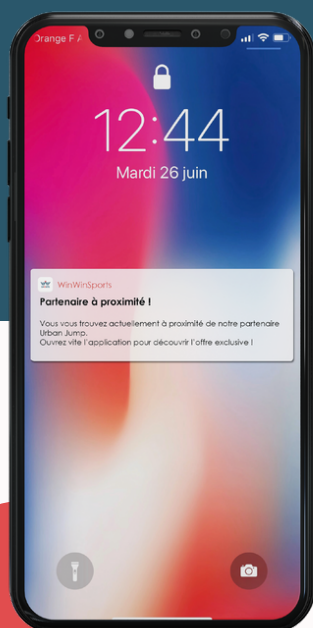 Orange F
12:44
Mardi 26 juin
WinWinSports
Partenaire à proximité !
Vous vous trouvez actuellement à proximité de notre partenaire
Urban Jump.
Ouvrez vite l'application pour découvrir l'offre exclusive !